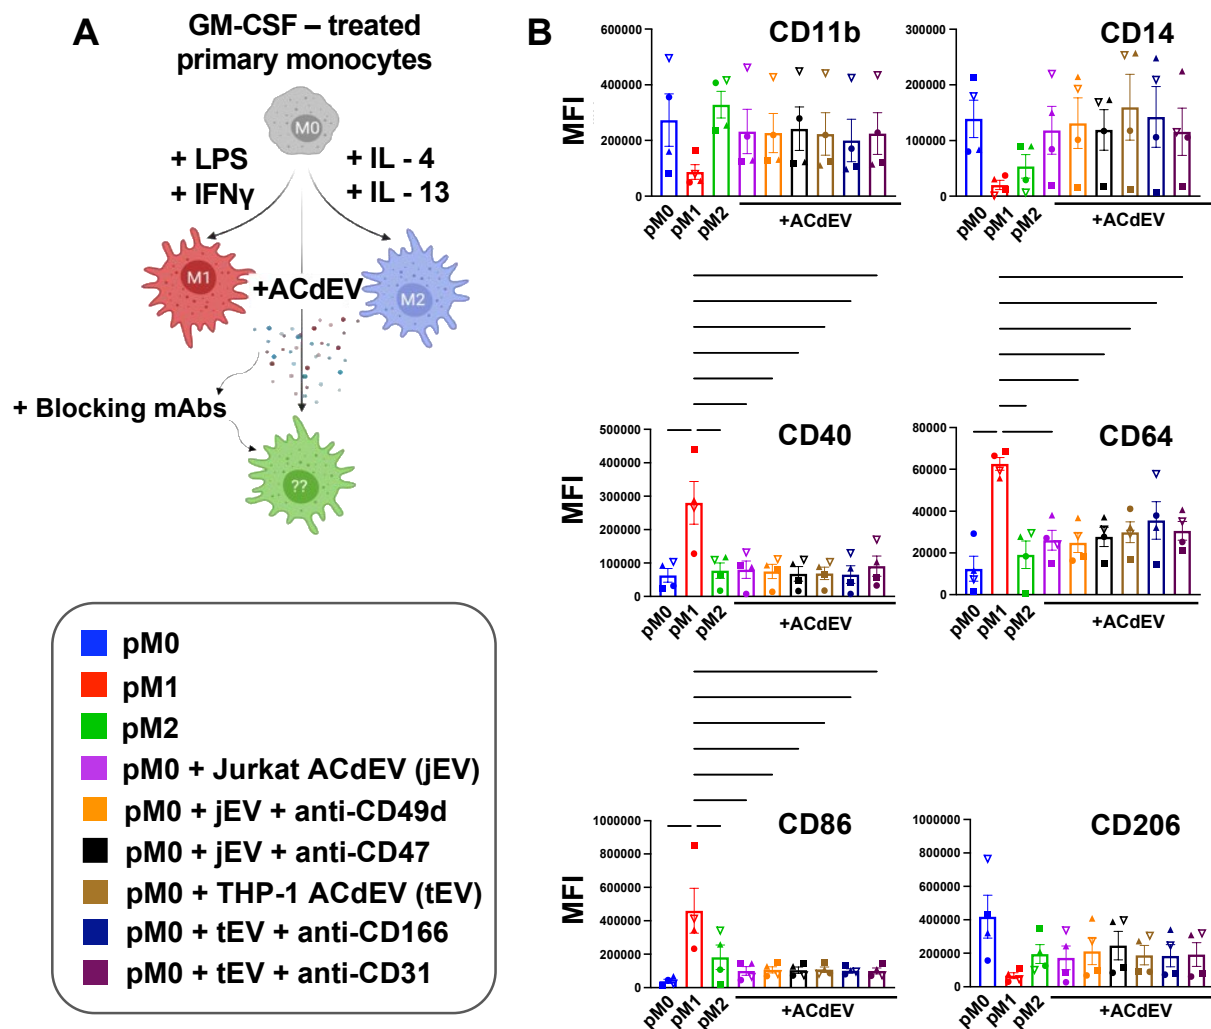 A
GM-CSF – treated
primary monocytes
M0
+ LPS
+ IFNγ
+ IL - 4
+ IL - 13
M1
+ACdEV
M2
+ Blocking mAbs
??
pM0
pM1
pM2
pM0 + Jurkat ACdEV (jEV)
pM0 + jEV + anti-CD49d
pM0 + jEV + anti-CD47
pM0 + THP-1 ACdEV (tEV)
pM0 + tEV + anti-CD166
pM0 + tEV + anti-CD31
B
CD11b
MFI
600000
400000
200000
0
pM0
pM1
pM2
+ACdEV
CD14
300000
200000
100000
0
pM0
pM1
pM2
+ACdEV
CD40
MFI
500000
400000
300000
200000
100000
0
pM0
pM1
pM2
+ACdEV
CD64
80000
60000
40000
20000
0
pM0
pM1
pM2
+ACdEV
CD86
MFI
1000000
800000
600000
400000
200000
0
pM0
pM1
pM2
+ACdEV
CD206
1000000
800000
600000
400000
200000
0
pM0
pM1
pM2
+ACdEV